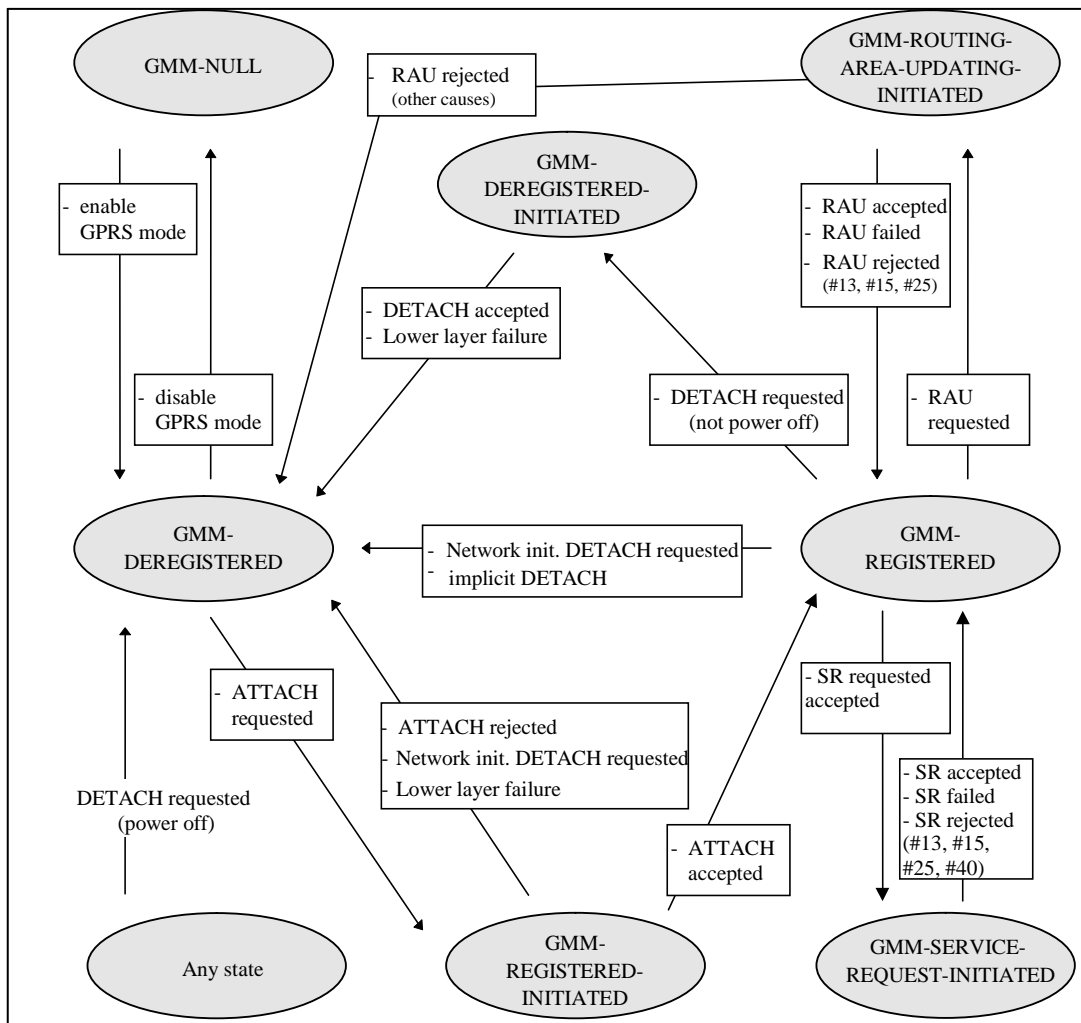 GMM-NULL
- RAU rejected
(other causes)
GMM-ROUTING-
AREA-UPDATING-
INITIATED
GMM-
DEREGISTERED-
INITIATED
- enable
GPRS mode
- RAU accepted
- RAU failed
- RAU rejected
(#13, #15, #25)
- DETACH accepted
- Lower layer failure
- disable
GPRS mode
- DETACH requested
(not power off)
- RAU
requested
GMM-
DEREGISTERED
- Network init. DETACH requested
- implicit DETACH
GMM-
REGISTERED
- ATTACH
requested
- ATTACH rejected
- Network init. DETACH requested
- Lower layer failure
- SR requested
accepted
DETACH requested
(power off)
- SR accepted
- SR failed
- SR rejected
(#13, #15,
#25, #40)
- ATTACH
accepted
Any state
GMM-
REGISTERED-
INITIATED
GMM-SERVICE-
REQUEST-INITIATED